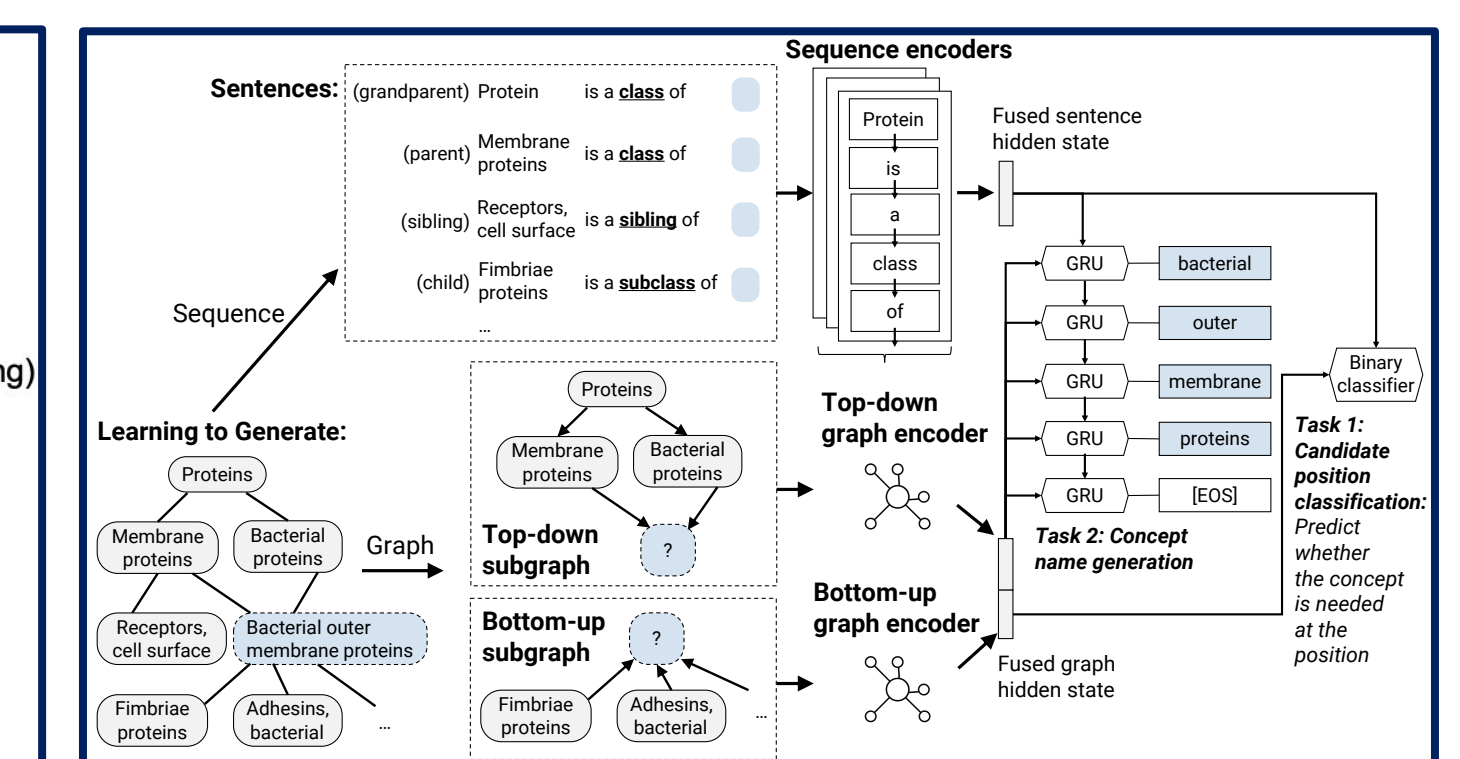 ng)
Sentences:
(grandparent) Protein is a class of
(parent) Membrane proteins is a class of
(sibling) Receptors, cell surface is a sibling of
(child) Fimbriae proteins is a subclass of
…
Sequence encoders
Protein
is
a
class
of
Fused sentence
hidden state
Sequence
Learning to Generate:
Proteins
Membrane
proteins
Bacterial
proteins
Receptors,
cell surface
Bacterial outer
membrane proteins
Fimbriae
proteins
Adhesins,
bacterial
…
Graph
Proteins
Membrane
proteins
Bacterial
proteins
?
Top-down
subgraph
Bottom-up
subgraph
?
Fimbriae
proteins
Adhesins,
bacterial
…
Top-down
graph encoder
Bottom-up
graph encoder
Fused graph
hidden state
GRU bacterial
GRU outer
GRU membrane
GRU proteins
GRU [EOS]
Task 2: Concept
name generation
Binary
classifier
Task 1:
Candidate
position
classification:
Predict
whether
the concept
is needed
at the
position